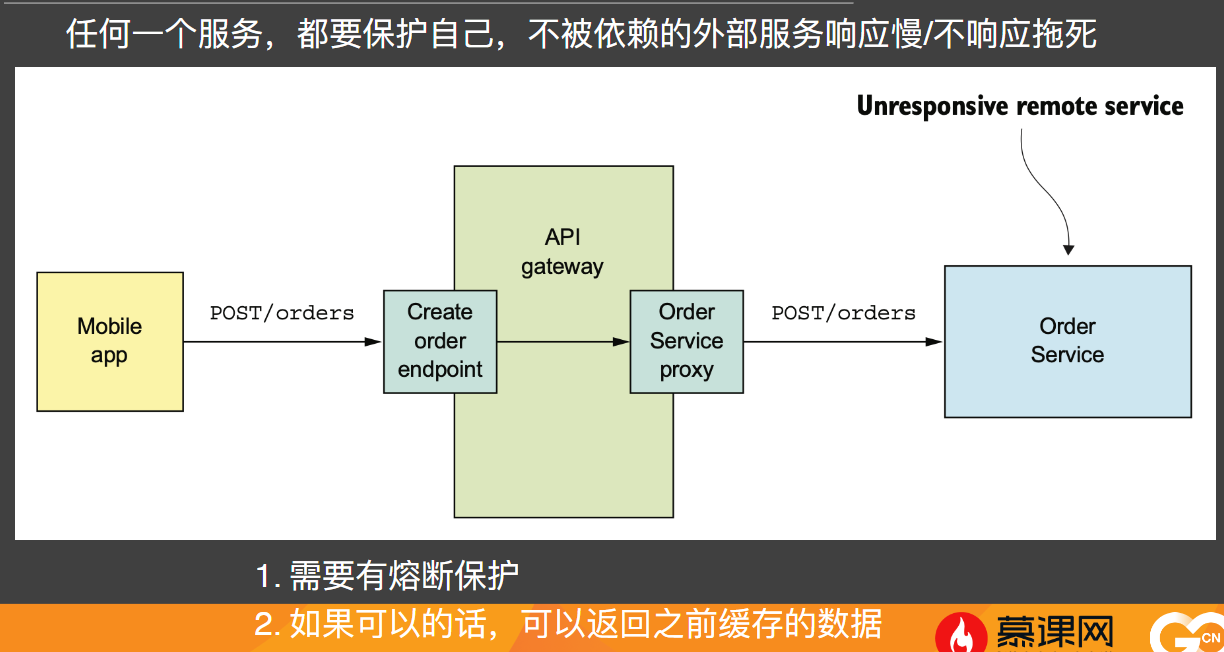 任何一个服务，都要保护自己，不被依赖的外部服务响应慢/不响应拖死
Unresponsive remote service
API
gateway
Mobile
app
POST/orders
Create
order
endpoint
Order
Service
proxy
POST/orders
Order
Service
1. 需要有熔断保护
2. 如果可以的话，可以返回之前缓存的数据
慕课网
CN